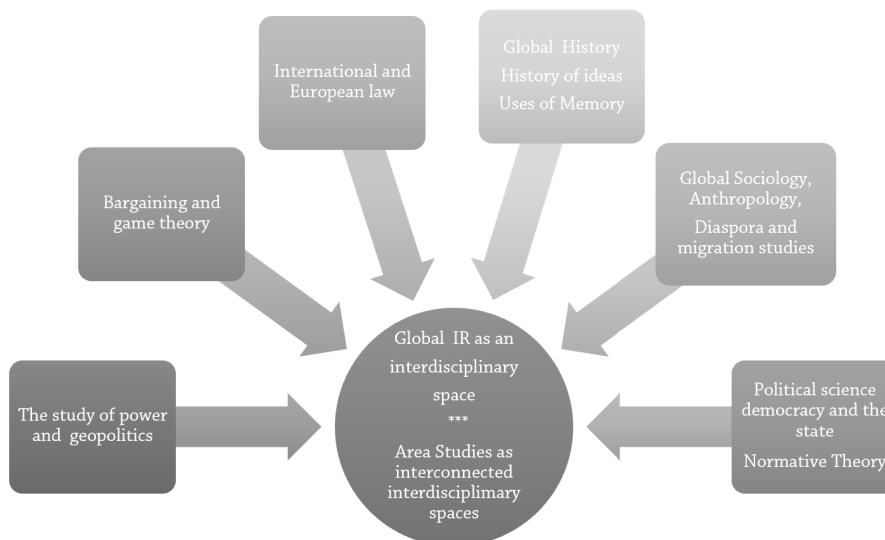 The study of power
and geopolitics
Bargaining and
game theory
International and
European law
Global History
History of ideas
Uses of Memory
Global Sociology,
Anthropology,
Diaspora and
migration studies
Political science
democracy and the
state
Normative Theory
Global IR as an
interdisciplinary
space
***
Area Studies as
interconnected
interdisciplimary
spaces